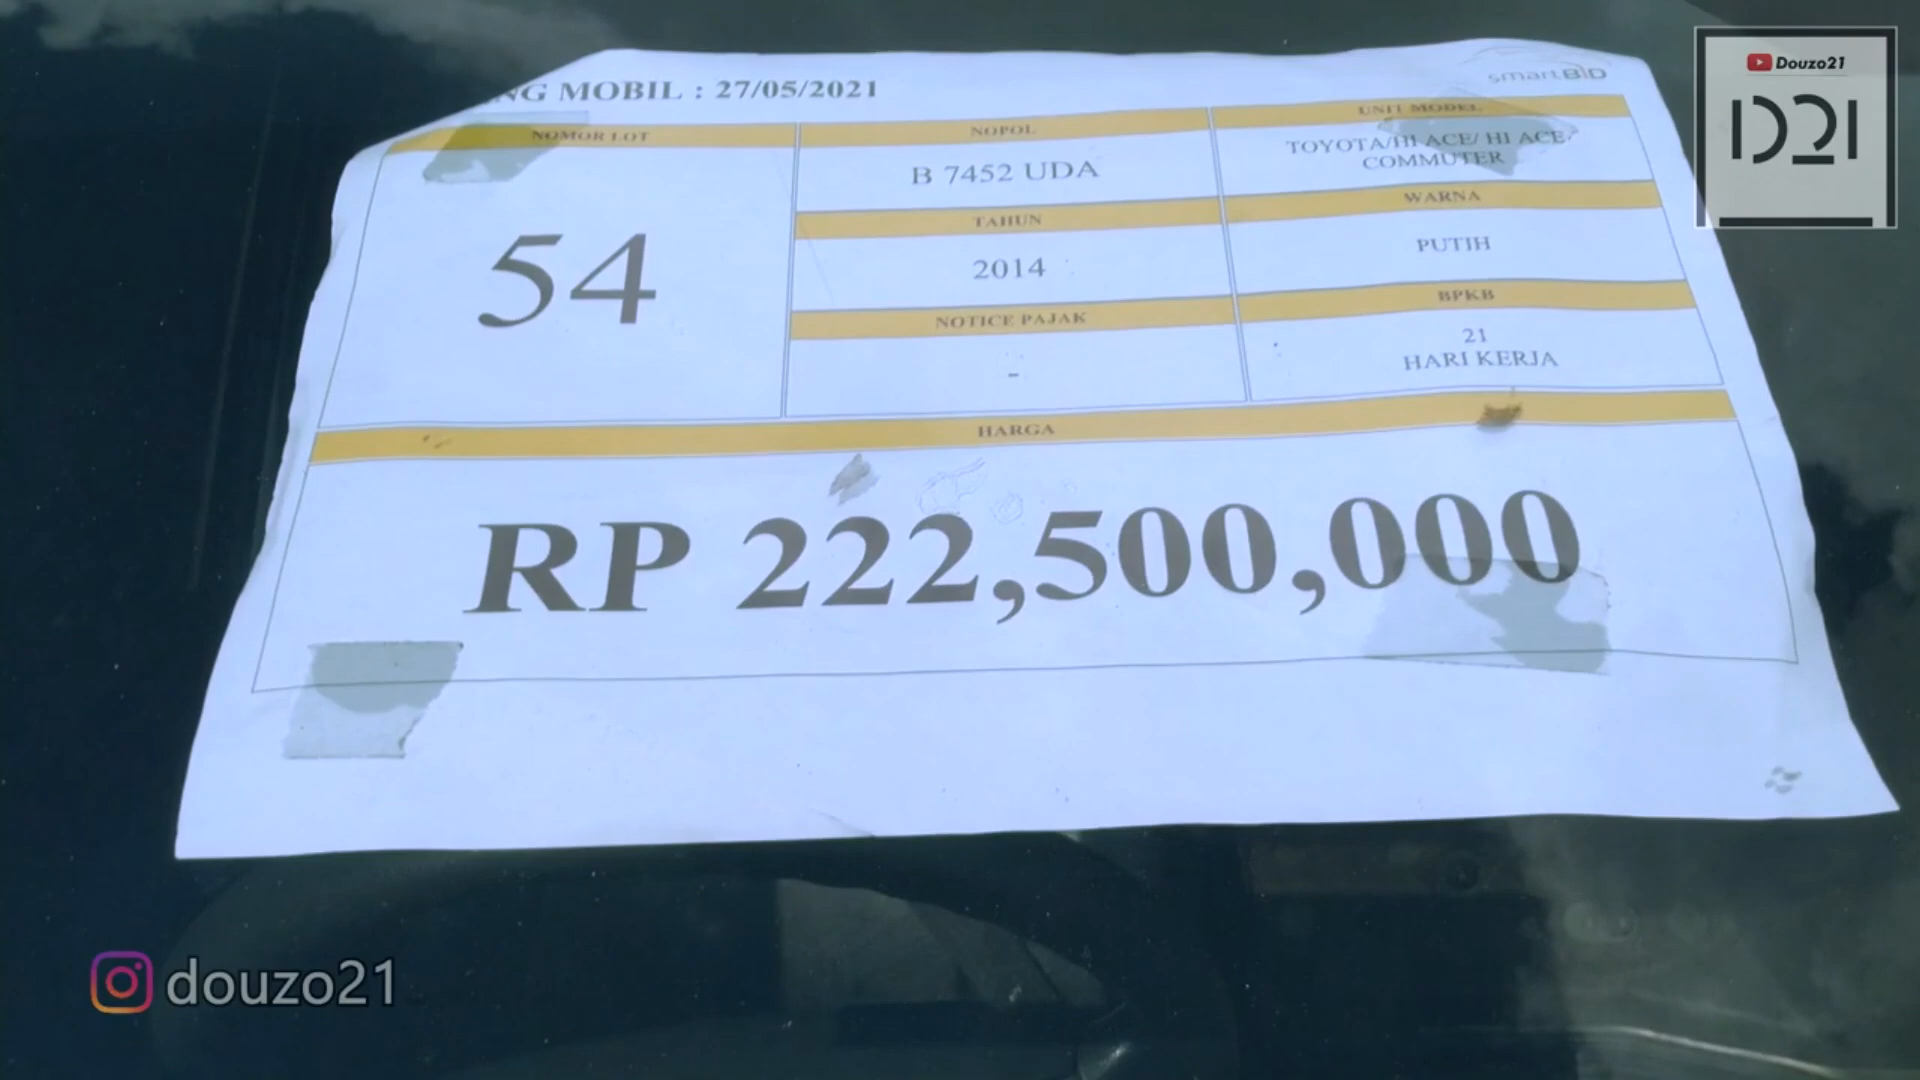 MOBIL : 27/05/2021
smartBID
Douzo21
D21
NOMOR LOT
NOPOL
UNIT MODEL
54
B 7452 UDA
TOYOTA/HI ACE/ HI ACE
COMMUTER
TAHUN
WARNA
2014
PUTIH
NOTICE PAJAK
BPKB
-
21
HARI KERJA
HARGA
RP 222,500,000
douzo21